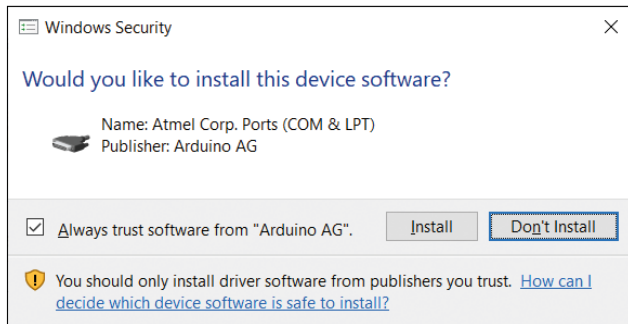 Windows Security
Would you like to install this device software?
Name: Atmel Corp. Ports (COM & LPT)
Publisher: Arduino AG
Always trust software from "Arduino AG".
Install
Don't Install
You should only install driver software from publishers you trust. How can I
decide which device software is safe to install?